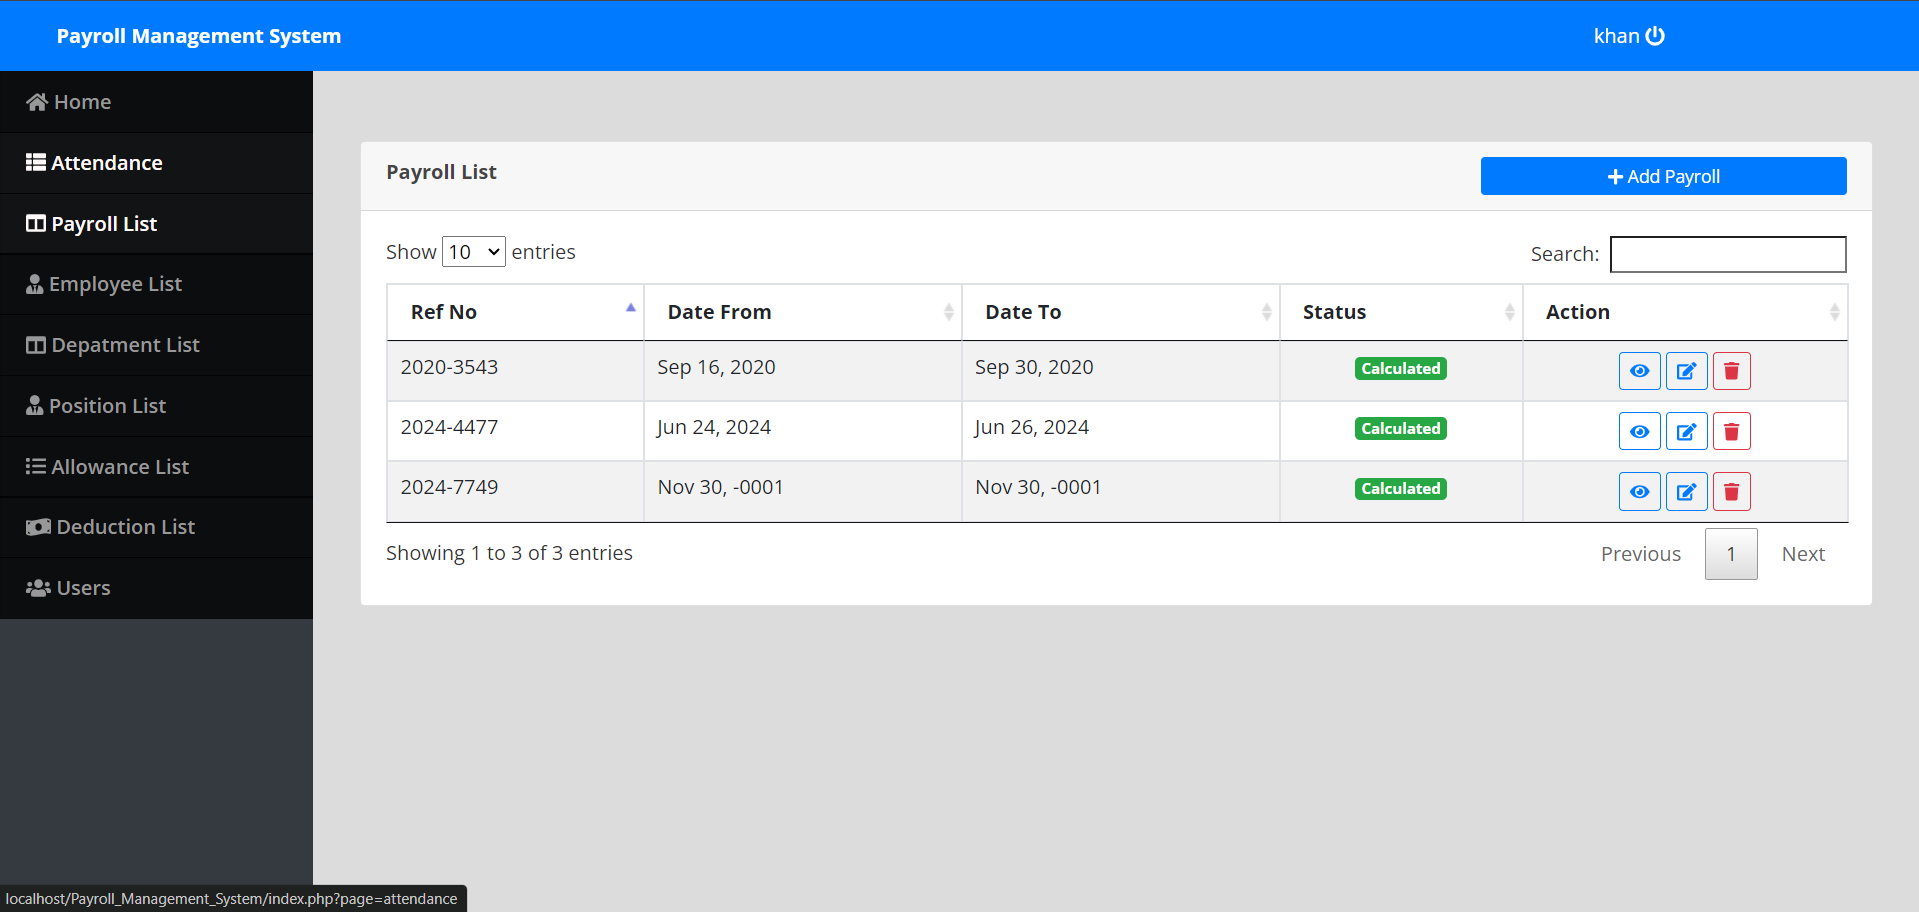 Payroll Management System
khan
Home
Attendance
Payroll List
Employee List
Depatment List
Position List
Allowance List
Deduction List
Users
Payroll List
Add Payroll
Show 10 entries
Search:
Ref No Date From Date To Status Action
2020-3543 Sep 16, 2020 Sep 30, 2020 Calculated
2024-4477 Jun 24, 2024 Jun 26, 2024 Calculated
2024-7749 Nov 30, -0001 Nov 30, -0001 Calculated
Showing 1 to 3 of 3 entries
Previous 1 Next
localhost/Payroll_Management_System/index.php?page=attendance